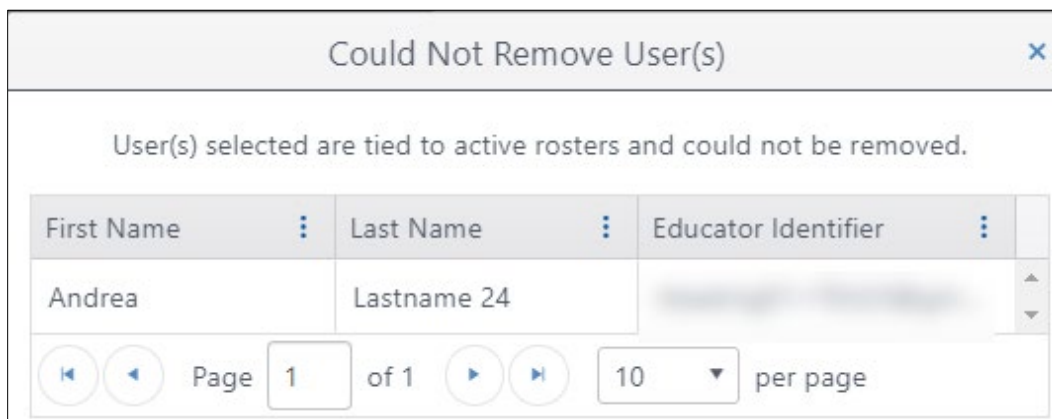 Could Not Remove User(s)
User(s) selected are tied to active rosters and could not be removed.
First Name Last Name Educator Identifier
Andrea Lastname 24
Page 1 of 1 10 per page